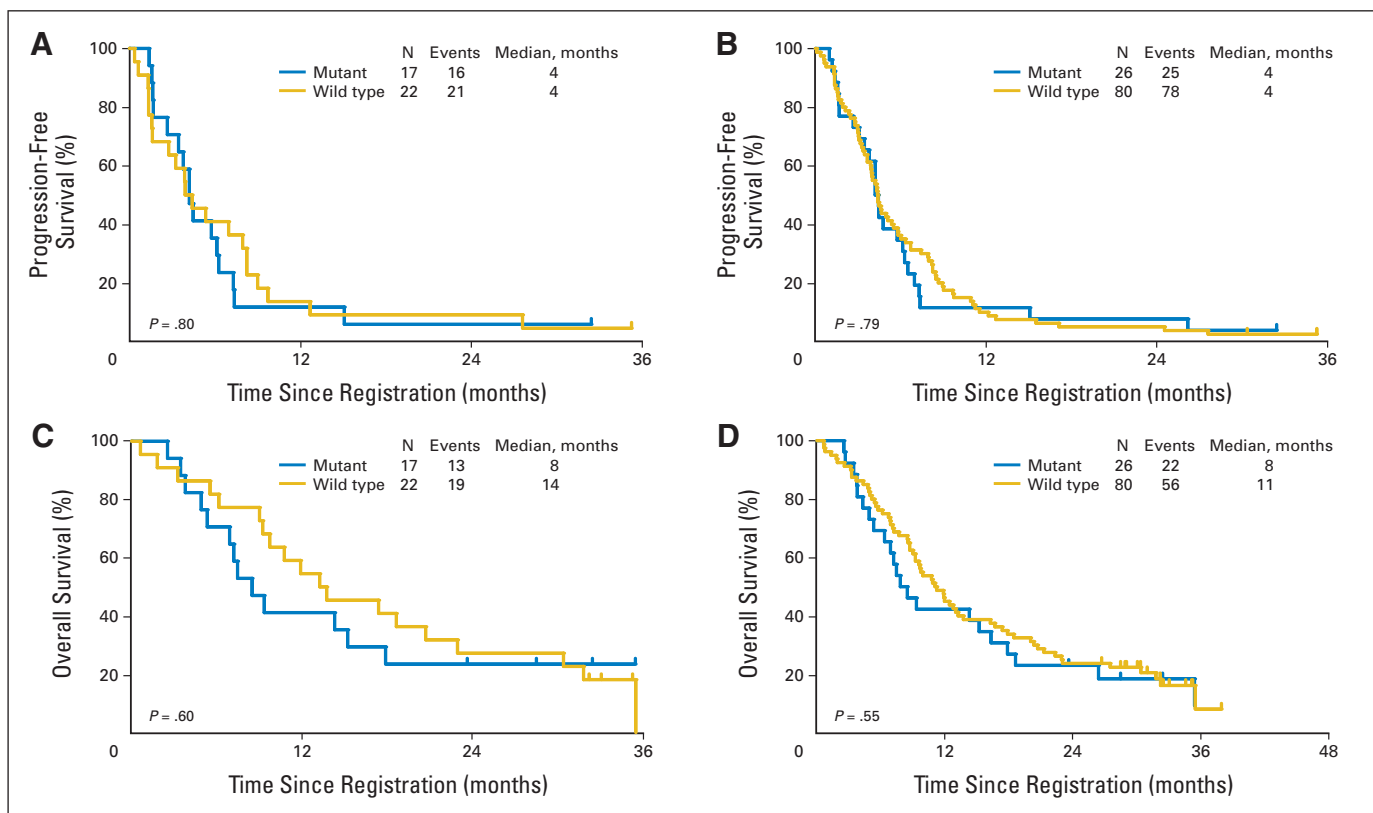 A
N Events Median, months
Mutant 17 16 4
Wild type 22 21 4
Progression-Free
Survival (%)
100
80
60
40
20
P = .80
0 12 24 36
Time Since Registration (months)
B
N Events Median, months
Mutant 26 25 4
Wild type 80 78 4
Progression-Free
Survival (%)
100
80
60
40
20
P = .79
0 12 24 36
Time Since Registration (months)
C
N Events Median, months
Mutant 17 13 8
Wild type 22 19 14
Overall Survival (%)
100
80
60
40
20
P = .60
0 12 24 36
Time Since Registration (months)
D
N Events Median, months
Mutant 26 22 8
Wild type 80 56 11
Overall Survival (%)
100
80
60
40
20
P = .55
0 12 24 36 48
Time Since Registration (months)